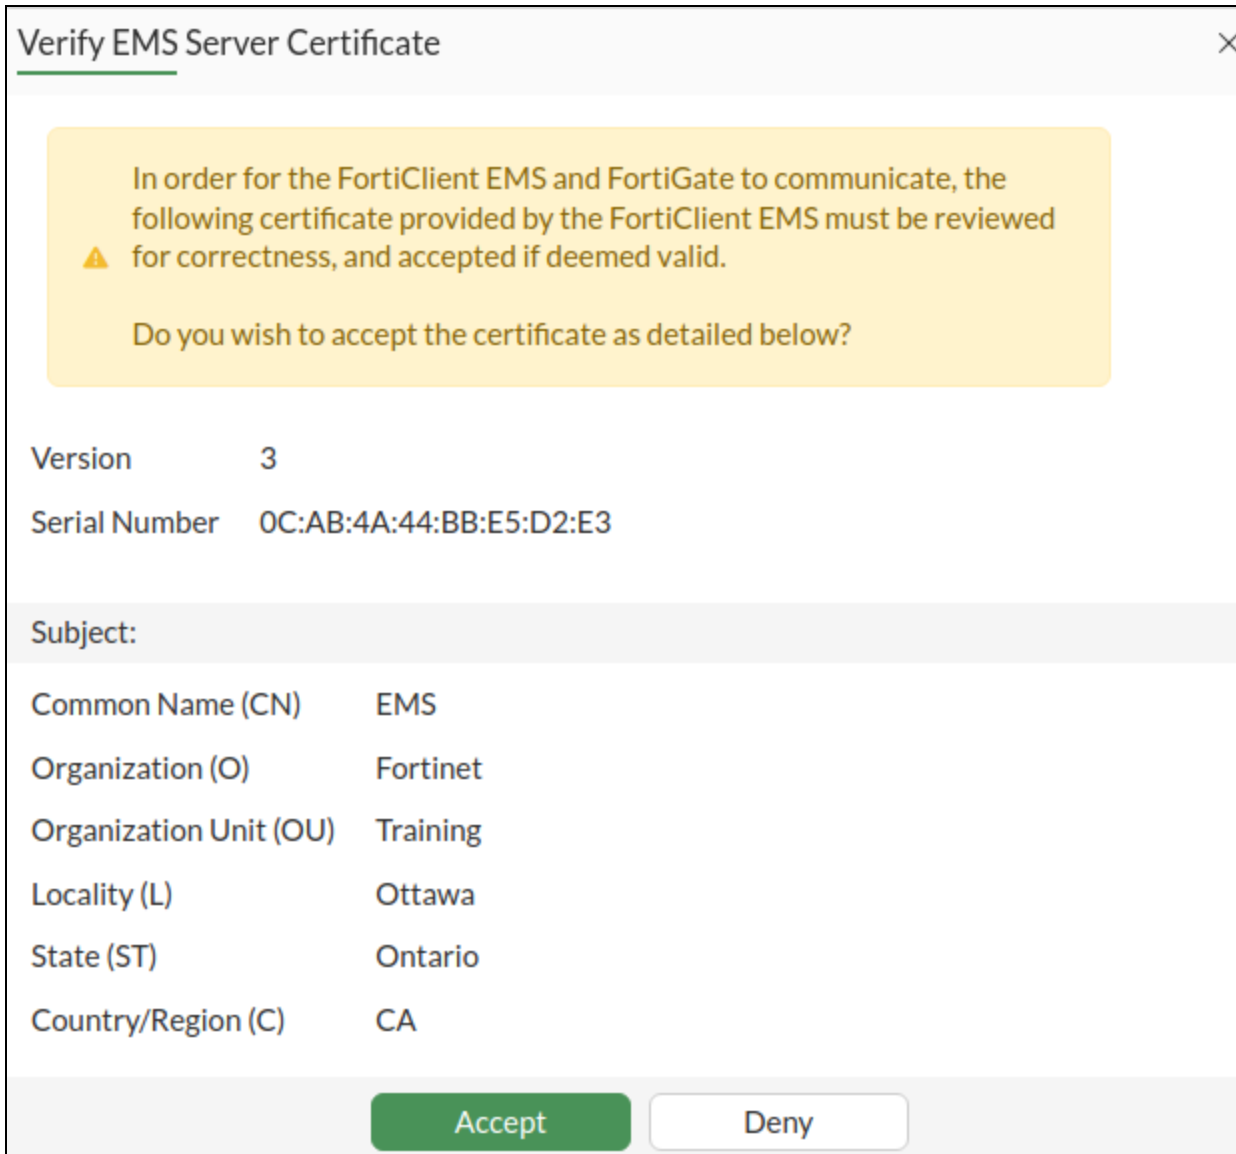 Verify EMS Server Certificate
In order for the FortiClient EMS and FortiGate to communicate, the
following certificate provided by the FortiClient EMS must be reviewed
for correctness, and accepted if deemed valid.
Do you wish to accept the certificate as detailed below?
Version 3
Serial Number 0C:AB:4A:44:BB:E5:D2:E3
Subject:
Common Name (CN) EMS
Organization (O) Fortinet
Organization Unit (OU) Training
Locality (L) Ottawa
State (ST) Ontario
Country/Region (C) CA
Accept Deny